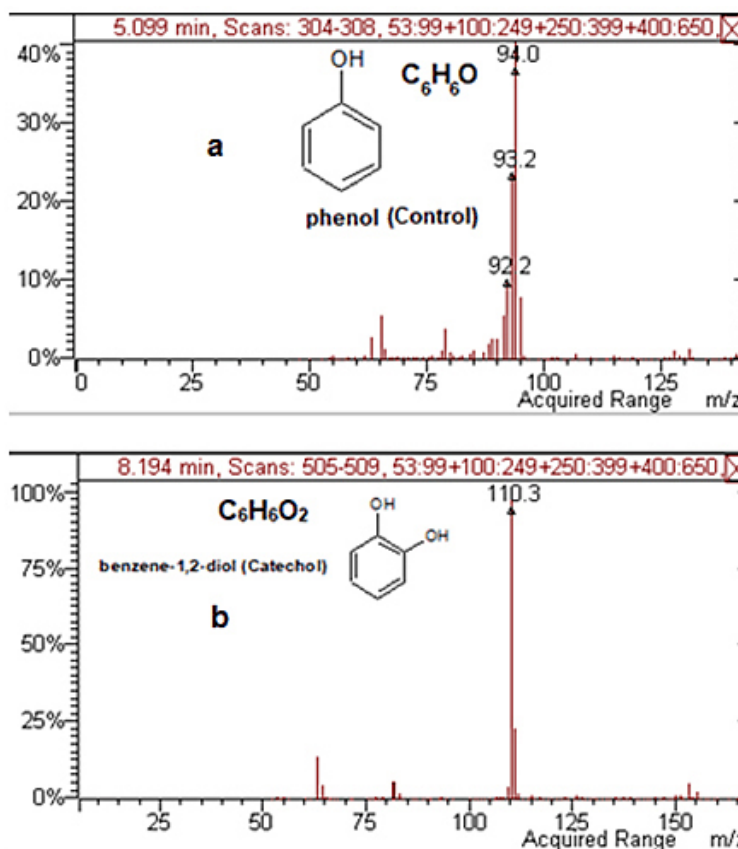 5.099 min, Scans: 304-308, 53:99+100:249+250:399+400:650,
40%
94.0
OH
C₆H₆O
30%
a
93.2
20%
phenol (Control)
92.2
10%
0%
0 50 75 100 125
Acquired Range m/z
8.194 min, Scans: 505-509, 53:99+100:249+250:399+400:650,
100%
110.3
C₆H₆O₂
OH
OH
75%
benzene-1,2-diol (Catechol)
b
50%
25%
0%
25 50 75 100 125 150
Acquired Range m/